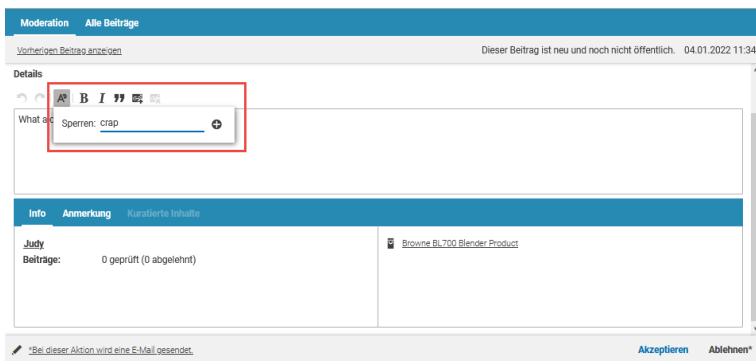 Moderation Alle Beiträge
Vorherigen Beitrag anzeigen Dieser Beitrag ist neu und noch nicht öffentlich. 04.01.2022 11:34
Details
B I
What a
Sperren: crap
Info Anmerkung Kuratierte Inhalte
Judy Browne BL700 Blender Product
Beiträge: 0 geprüft (0 abgelehnt)
*Bei dieser Aktion wird eine E-Mail gesendet. Akzeptieren Ablehnen*